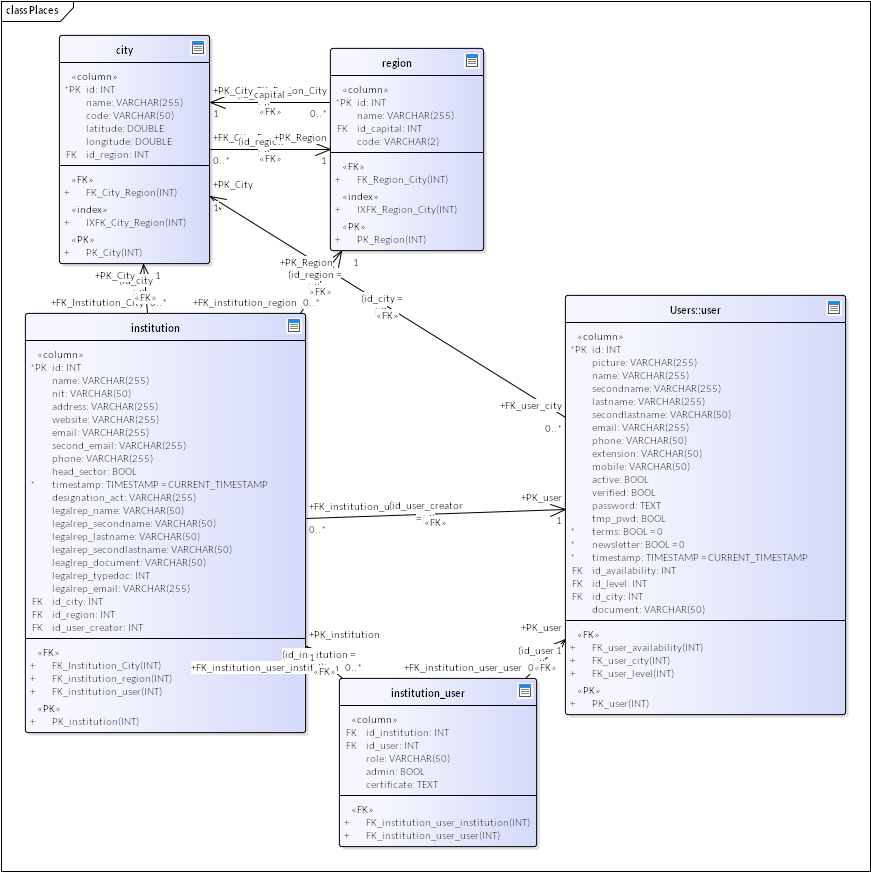 class Places
city
«column»
*PK id: INT
name: VARCHAR(255)
code: VARCHAR(50)
latitude: DOUBLE
longitude: DOUBLE
FK id_region: INT
«FK»
+ FK_City_Region(INT)
«index»
+ IXFK_City_Region(INT)
«PK»
+ PK_City(INT)
region
«column»
*PK id: INT
name: VARCHAR(255)
FK id_capital: INT
code: VARCHAR(2)
«FK»
+ FK_Region_City(INT)
«index»
+ IXFK_Region_City(INT)
«PK»
+ PK_Region(INT)
+PK_City
1
«FK»
0..*
+PK_Region
0..*
«FK»
1
+PK_City
1
+PK_Region
1
(id_region =
«FK»
+FK_institution_region 0..*
(id_city =
«FK»
+PK_City
1
«FK»
+FK_user_city
0..*
institution
«column»
*PK id: INT
name: VARCHAR(255)
nit: VARCHAR(50)
address: VARCHAR(255)
website: VARCHAR(255)
email: VARCHAR(255)
second_email: VARCHAR(255)
phone: VARCHAR(255)
head_sector: BOOL
* timestamp: TIMESTAMP = CURRENT_TIMESTAMP
designation_act: VARCHAR(255)
legalrep_name: VARCHAR(50)
legalrep_secondname: VARCHAR(50)
legalrep_lastname: VARCHAR(50)
legalrep_secondlastname: VARCHAR(50)
leaglrep_document: VARCHAR(50)
legalrep_typedoc: INT
legalrep_email: VARCHAR(255)
FK id_city: INT
FK id_region: INT
FK id_user_creator: INT
«FK»
+ FK_Institution_City(INT)
+ FK_institution_region(INT)
+ FK_institution_user(INT)
«PK»
+ PK_institution(INT)
Users::user
«column»
*PK id: INT
picture: VARCHAR(255)
name: VARCHAR(255)
secondname: VARCHAR(255)
lastname: VARCHAR(255)
secondlastname: VARCHAR(50)
email: VARCHAR(255)
phone: VARCHAR(50)
extension: VARCHAR(50)
mobile: VARCHAR(50)
active: BOOL
verified: BOOL
password: TEXT
tmp_pwd: BOOL
* terms: BOOL = 0
* newsletter: BOOL = 0
* timestamp: TIMESTAMP = CURRENT_TIMESTAMP
FK id_availability: INT
FK id_level: INT
FK id_city: INT
document: VARCHAR(50)
«FK»
+ FK_user_availability(INT)
+ FK_user_city(INT)
+ FK_user_level(INT)
«PK»
+ PK_user(INT)
(id_user_creator
=
«FK»
0..*
+PK_user
1
+PK_institution
«FK»
0..*
+PK_user
(id_user
1
+FK_institution_user_user
«FK»
institution_user
«column»
FK id_institution: INT
FK id_user: INT
role: VARCHAR(50)
admin: BOOL
certificate: TEXT
«FK»
+ FK_institution_user_institution(INT)
+ FK_institution_user_user(INT)